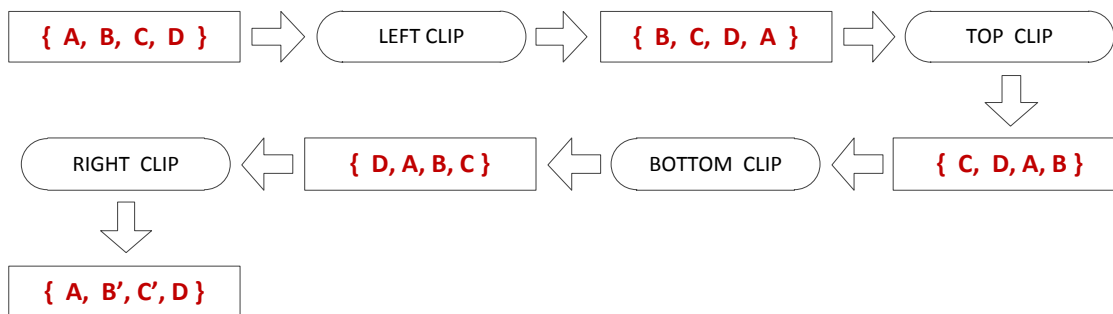 { A, B, C, D }
LEFT CLIP
{ B, C, D, A }
TOP CLIP
{ C, D, A, B }
BOTTOM CLIP
{ D, A, B, C }
RIGHT CLIP
{ A, B’, C’, D }